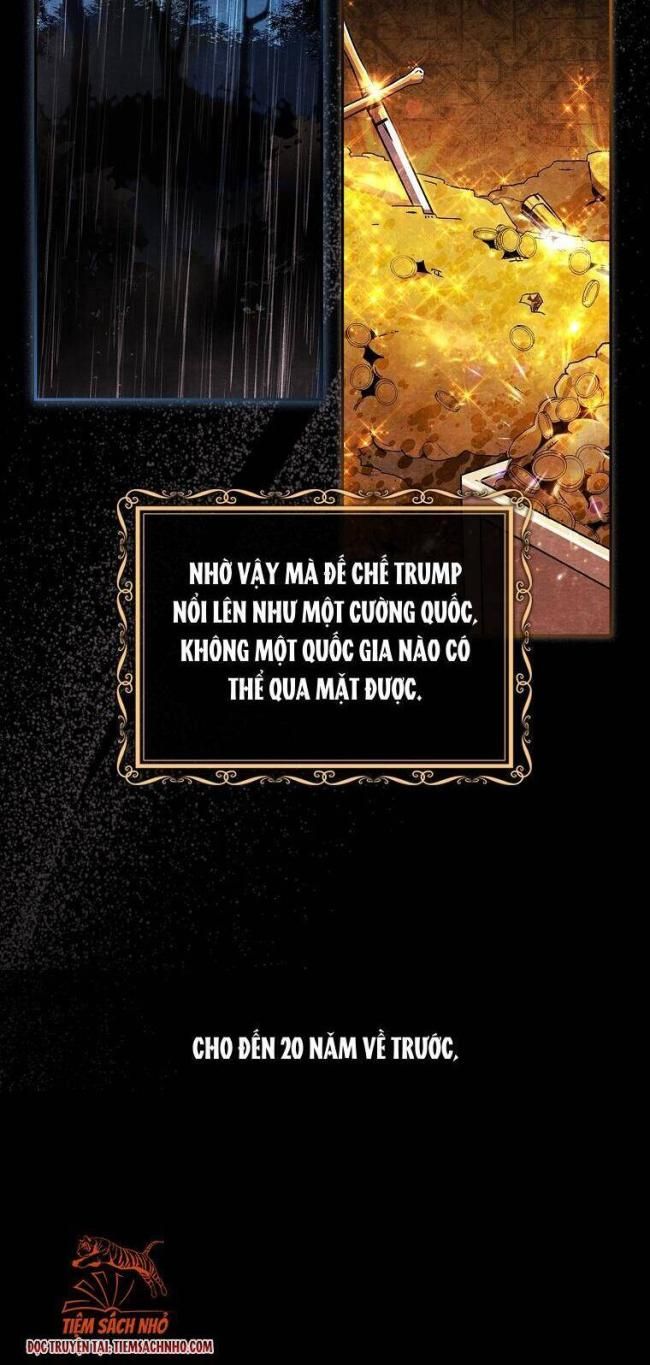 NHỜ VẬY MÀ ĐẾ CHẾ TRUMP
NỔI LÊN NHƯ MỘT CƯỜNG QUỐC,
KHÔNG MỘT QUỐC GIA NÀO CÓ
THỂ QUA MẶT ĐƯỢC.
CHO ĐẾN 20 NĂM VỀ TRƯỚC,
TIỆM SÁCH NHỎ
ĐỌC TRUYỆN TẠI. TIEMSACHNHO.COM